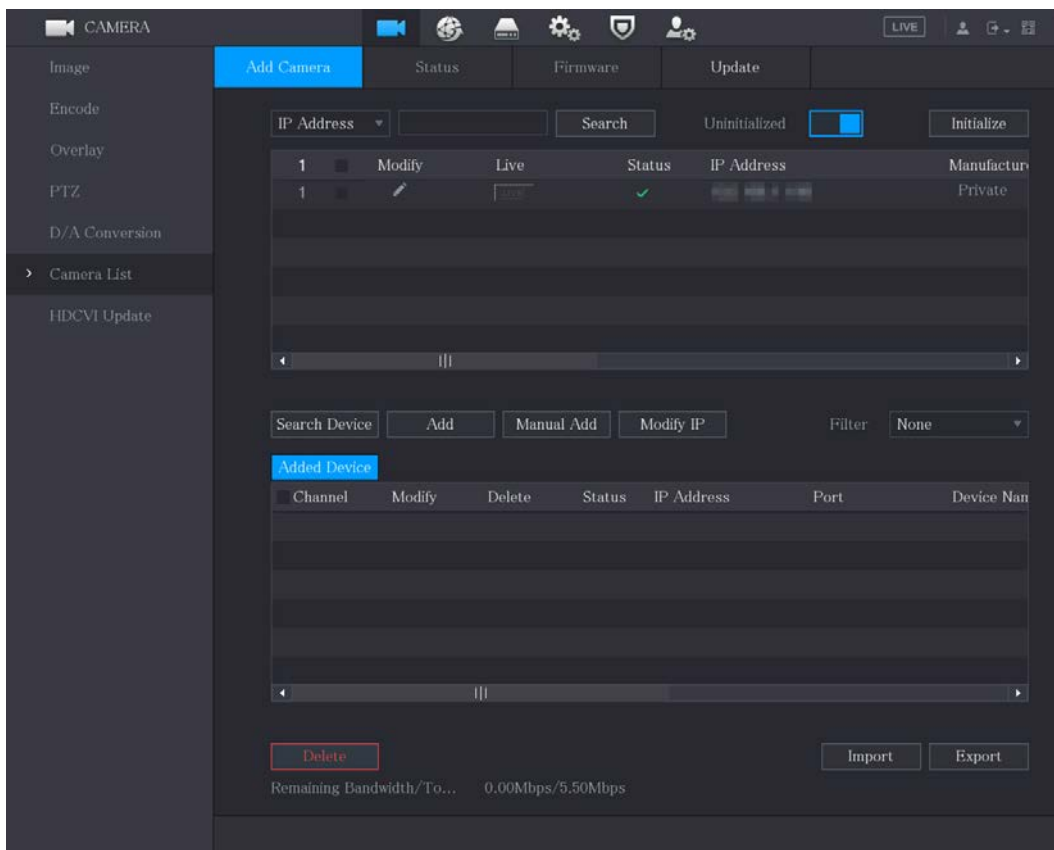 CAMERA LIVE
Image
Encode
Overlay
PTZ
D/A Conversion
Camera List
HDCVI Update
Add Camera Status Firmware Update
IP Address Search Uninitialized Initialize
1 Modify Live Status IP Address Manufactur
1 LIVE Private
Search Device Add Manual Add Modify IP Filter None
Added Device
Channel Modify Delete Status IP Address Port Device Nan
Delete Import Export
Remaining Bandwidth/To... 0.00Mbps/5.50Mbps